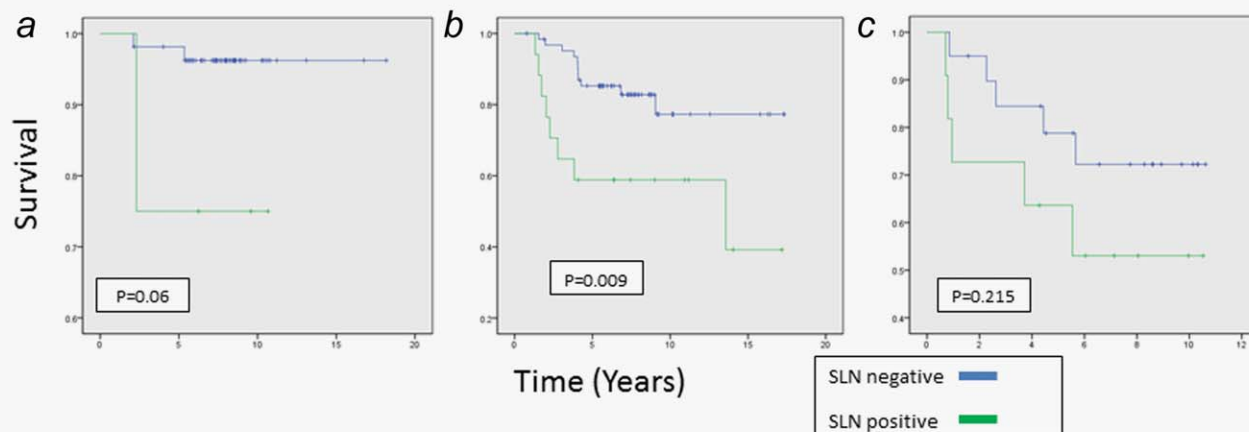 a b c
Survival
1.0 0.9 0.8 0.7 0.6
P=0.06
0 5 10 15 20
1.0 0.8 0.6 0.4 0.2
P=0.009
0 5 10 15 20
1.0 0.9 0.8 0.7 0.6 0.5 0.4
P=0.215
0 2 4 6 8 10 12
Time (Years)
SLN negative
SLN positive